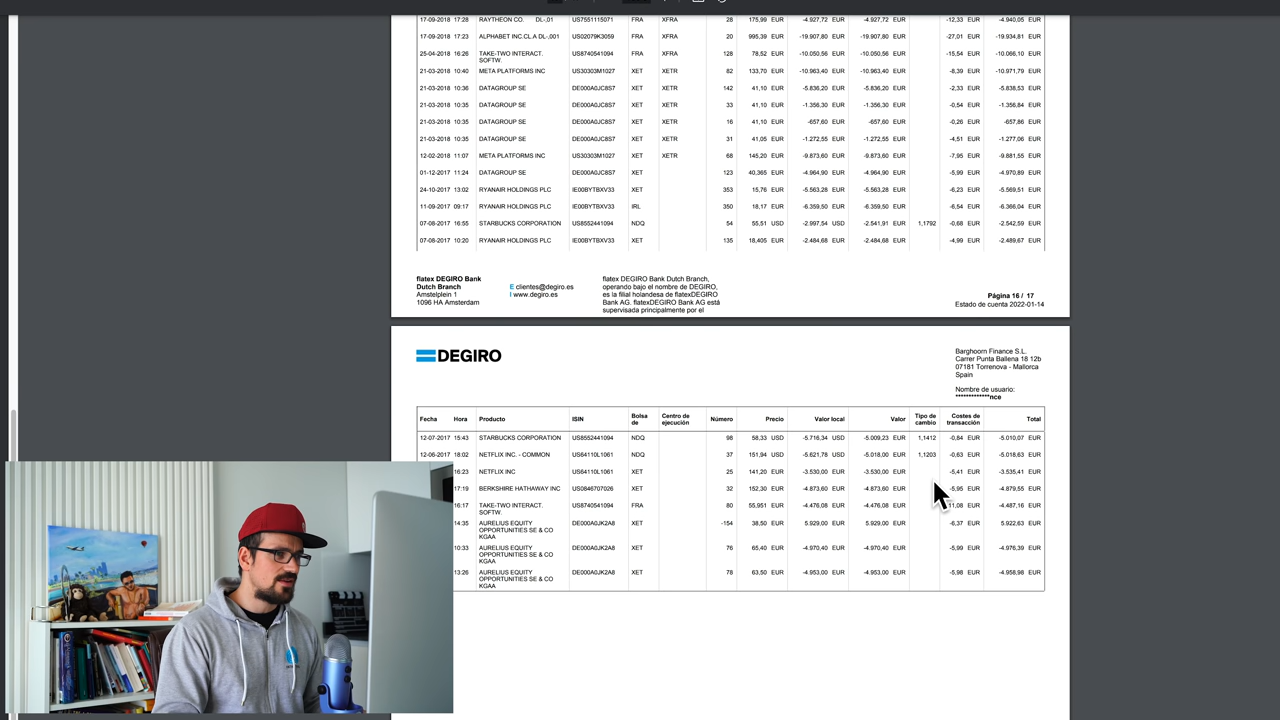 17-09-2018 17:28 RAYTHEON CO. DL-,01 US7551115071 FRA XFRA 28 175,99 EUR -4.927,72 EUR -4.927,72 EUR -12,33 EUR -4.940,05 EUR
17-09-2018 17:23 ALPHABET INC.CL.A DL-,001 US02079K3059 FRA XFRA 20 995,39 EUR -19.907,80 EUR -19.907,80 EUR -27,01 EUR -19.934,81 EUR
25-04-2018 16:26 TAKE-TWO INTERACT. SOFTW. US8740541094 FRA XFRA 128 78,52 EUR -10.050,56 EUR -10.050,56 EUR -15,54 EUR -10.066,10 EUR
21-03-2018 10:40 META PLATFORMS INC US30303M1027 XET XETR 82 133,70 EUR -10.963,40 EUR -10.963,40 EUR -8,39 EUR -10.971,79 EUR
21-03-2018 10:36 DATAGROUP SE DE000A0JC8S7 XET XETR 142 41,10 EUR -5.836,20 EUR -5.836,20 EUR -2,33 EUR -5.838,53 EUR
21-03-2018 10:35 DATAGROUP SE DE000A0JC8S7 XET XETR 33 41,10 EUR -1.356,30 EUR -1.356,30 EUR -0,54 EUR -1.356,84 EUR
21-03-2018 10:35 DATAGROUP SE DE000A0JC8S7 XET XETR 16 41,10 EUR -657,60 EUR -657,60 EUR -0,26 EUR -657,86 EUR
21-03-2018 10:35 DATAGROUP SE DE000A0JC8S7 XET XETR 31 41,05 EUR -1.272,55 EUR -1.272,55 EUR -4,51 EUR -1.277,06 EUR
12-02-2018 11:07 META PLATFORMS INC US30303M1027 XET XETR 68 145,20 EUR -9.873,60 EUR -9.873,60 EUR -7,95 EUR -9.881,55 EUR
01-12-2017 11:24 DATAGROUP SE DE000A0JC8S7 XET 123 40,365 EUR -4.964,90 EUR -4.964,90 EUR -5,99 EUR -4.970,89 EUR
24-10-2017 13:02 RYANAIR HOLDINGS PLC IE00BYTBXV33 XET 353 15,76 EUR -5.563,28 EUR -5.563,28 EUR -6,23 EUR -5.569,51 EUR
11-09-2017 09:17 RYANAIR HOLDINGS PLC IE00BYTBXV33 IRL 350 18,17 EUR -6.359,50 EUR -6.359,50 EUR -6,54 EUR -6.366,04 EUR
07-08-2017 16:55 STARBUCKS CORPORATION US8552441094 NDQ 54 55,51 USD -2.997,54 USD -2.541,91 EUR 1,1792 -0,68 EUR -2.542,59 EUR
07-08-2017 10:20 RYANAIR HOLDINGS PLC IE00BYTBXV33 XET 135 18,405 EUR -2.484,68 EUR -2.484,68 EUR -4,99 EUR -2.489,67 EUR
flatex DEGIRO Bank
Dutch Branch
Amstelplein 1
1096 HA Amsterdam
E clientes@degiro.es
I www.degiro.es
flatex DEGIRO Bank Dutch Branch,
operando bajo el nombre de DEGIRO,
es la filial holandesa de flatexDEGIRO
Bank AG. flatexDEGIRO Bank AG está
supervisada principalmente por el
Página 16 / 17
Estado de cuenta 2022-01-14
DEGIRO
Barghoorn Finance S.L.
Carrer Punta Ballena 18 12b
07181 Torrenova - Mallorca
Spain
Nombre de usuario:
*************nce
Fecha Hora Producto ISIN Bolsa de Centro de ejecución Número Precio Valor local Valor Tipo de cambio Costes de transacción Total
12-07-2017 15:43 STARBUCKS CORPORATION US8552441094 NDQ 98 58,33 USD -5.716,34 USD -5.009,23 EUR 1,1412 -0,84 EUR -5.010,07 EUR
12-06-2017 18:02 NETFLIX INC. - COMMON US64110L1061 NDQ 37 151,94 USD -5.621,78 USD -5.018,00 EUR 1,1203 -0,63 EUR -5.018,63 EUR
16:23 NETFLIX INC US64110L1061 XET 25 141,20 EUR -3.530,00 EUR -3.530,00 EUR -5,41 EUR -3.535,41 EUR
17:19 BERKSHIRE HATHAWAY INC US0846707026 XET 32 152,30 EUR -4.873,60 EUR -4.873,60 EUR -5,95 EUR -4.879,55 EUR
16:17 TAKE-TWO INTERACT. SOFTW. US8740541094 FRA 80 55,951 EUR -4.476,08 EUR -4.476,08 EUR 11,08 EUR -4.487,16 EUR
14:35 AURELIUS EQUITY OPPORTUNITIES SE & CO KGAA DE000A0JK2A8 XET -154 38,50 EUR 5.929,00 EUR 5.929,00 EUR -6,37 EUR 5.922,63 EUR
10:33 AURELIUS EQUITY OPPORTUNITIES SE & CO KGAA DE000A0JK2A8 XET 76 65,40 EUR -4.970,40 EUR -4.970,40 EUR -5,99 EUR -4.976,39 EUR
13:26 AURELIUS EQUITY OPPORTUNITIES SE & CO KGAA DE000A0JK2A8 XET 78 63,50 EUR -4.953,00 EUR -4.953,00 EUR -5,98 EUR -4.958,98 EUR